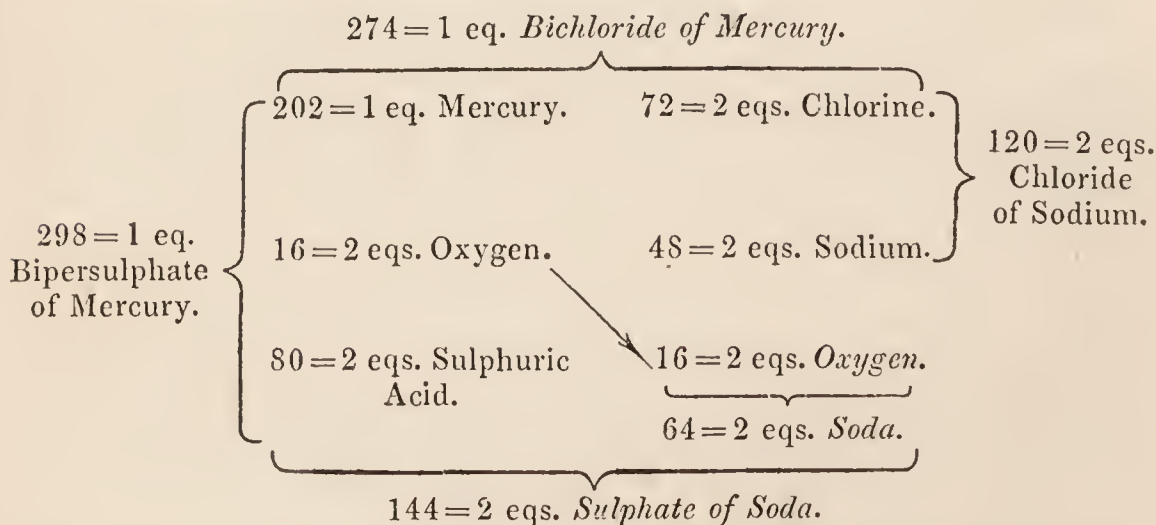 274 = 1 eq. Bichloride of Mercury.
202 = 1 eq. Mercury. 72 = 2 eqs. Chlorine.
120 = 2 eqs.
Chloride
of Sodium.
298 = 1 eq.
Bipersulphate
of Mercury.
16 = 2 eqs. Oxygen. 48 = 2 eqs. Sodium.
80 = 2 eqs. Sulphuric
Acid.
16 = 2 eqs. Oxygen.
64 = 2 eqs. Soda.
144 = 2 eqs. Sulphate of Soda.